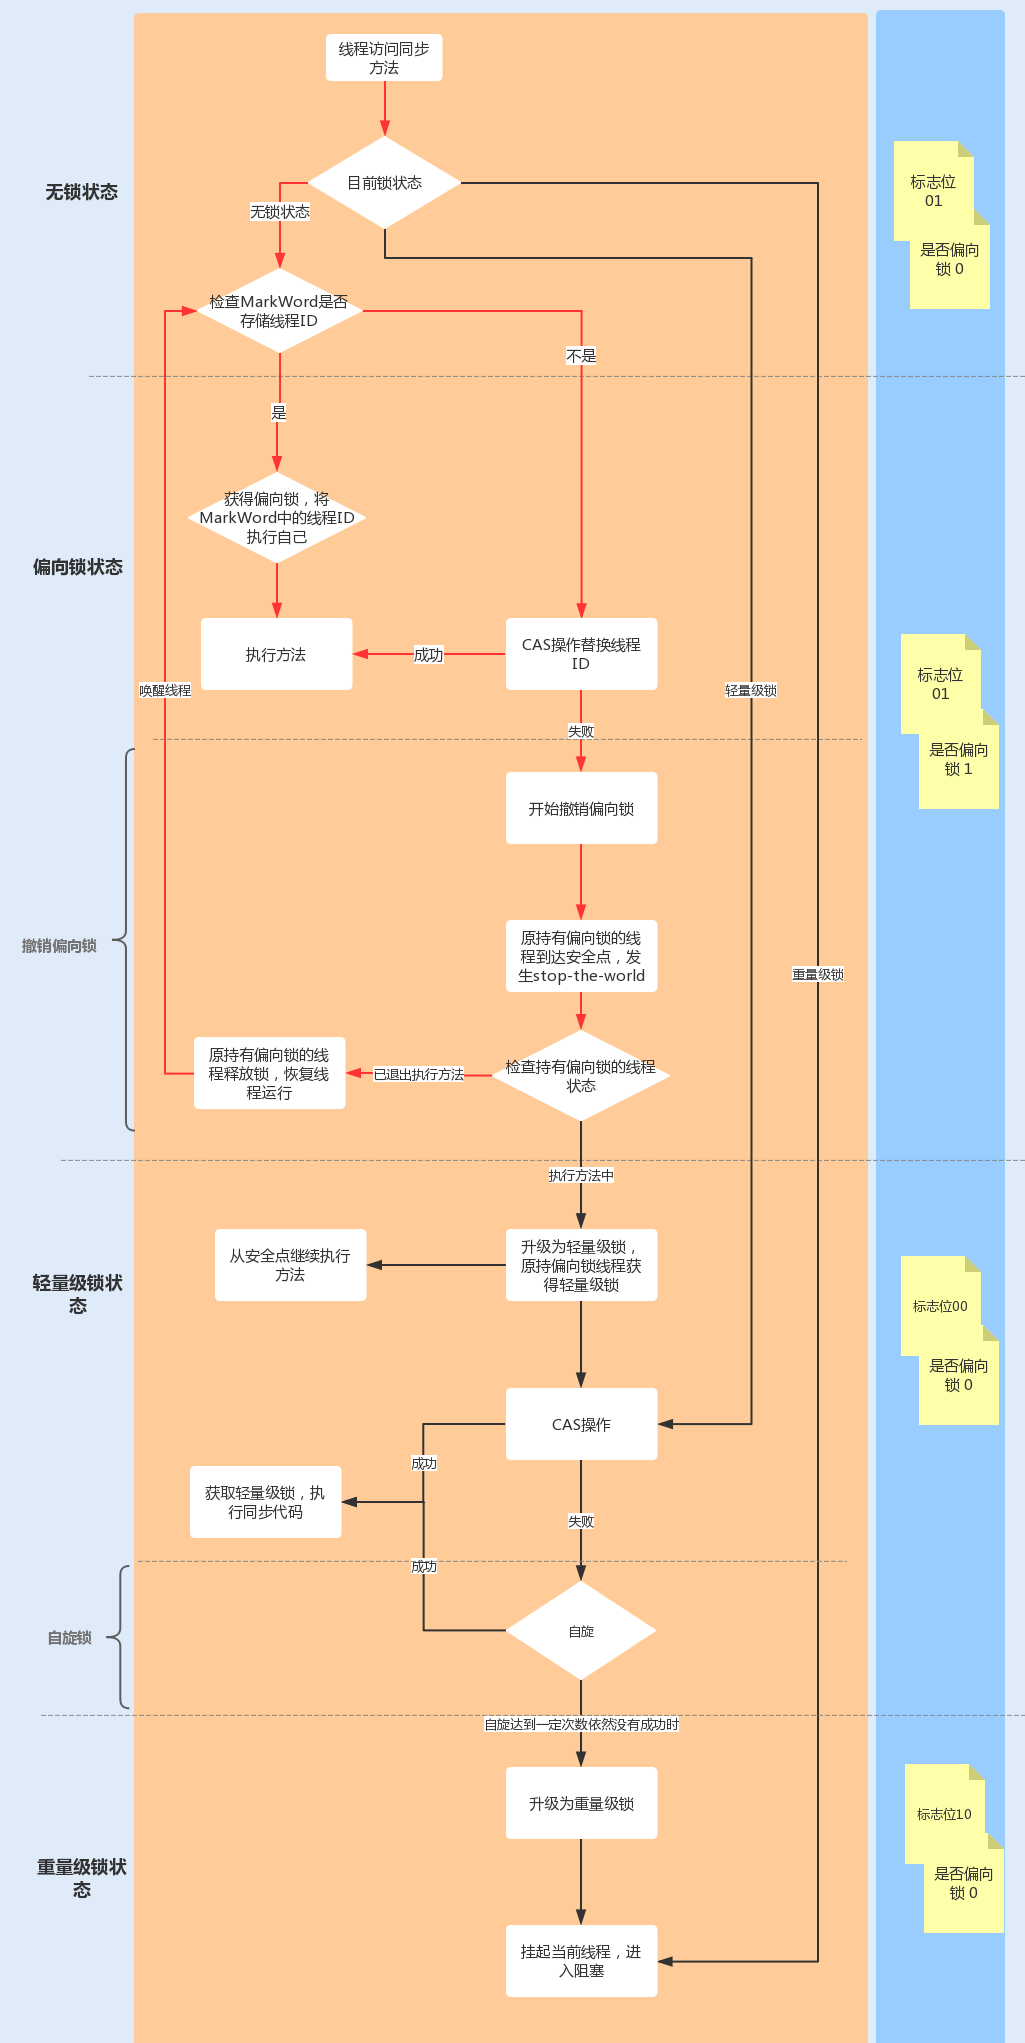 线程访问同步
方法
目前锁状态
无锁状态
标志位
01
无锁状态
是否偏向
锁 0
检查MarkWord是否
存储线程ID
不是
是
获得偏向锁，将
MarkWord中的线程ID
执行自己
偏向锁状态
执行方法
成功
CAS操作替换线程
ID
标志位
01
唤醒线程
轻量级锁
失败
是否偏向
锁 1
开始撤销偏向锁
撤销偏向锁
原持有偏向锁的线
程到达安全点，发
生stop-the-world
重量级锁
原持有偏向锁的线
程释放锁，恢复线
程运行
已退出执行方法
检查持有偏向锁的线程
状态
执行方法中
轻量级锁状
态
从安全点继续执行
方法
升级为轻量级锁，
原持偏向锁线程获
得轻量级锁
标志位00
是否偏向
锁 0
CAS操作
成功
获取轻量级锁，执
行同步代码
失败
成功
自旋锁
自旋
自旋达到一定次数依然没有成功时
升级为重量级锁
标志位10
重量级锁状
态
是否偏向
锁 0
挂起当前线程，进
入阻塞